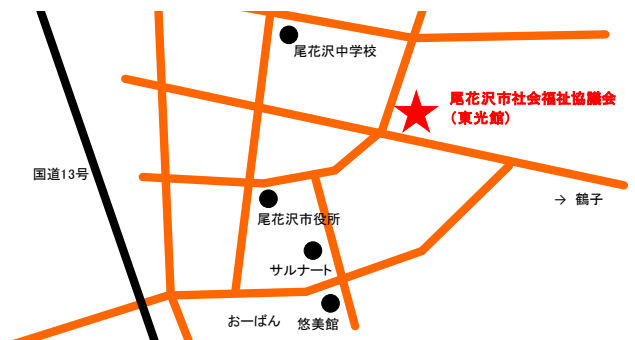 尾花沢中学校
尾花沢市社会福祉協議会
（東光館）
国道13号
→ 鶴子
尾花沢市役所
サルナート
おーばん
悠美館